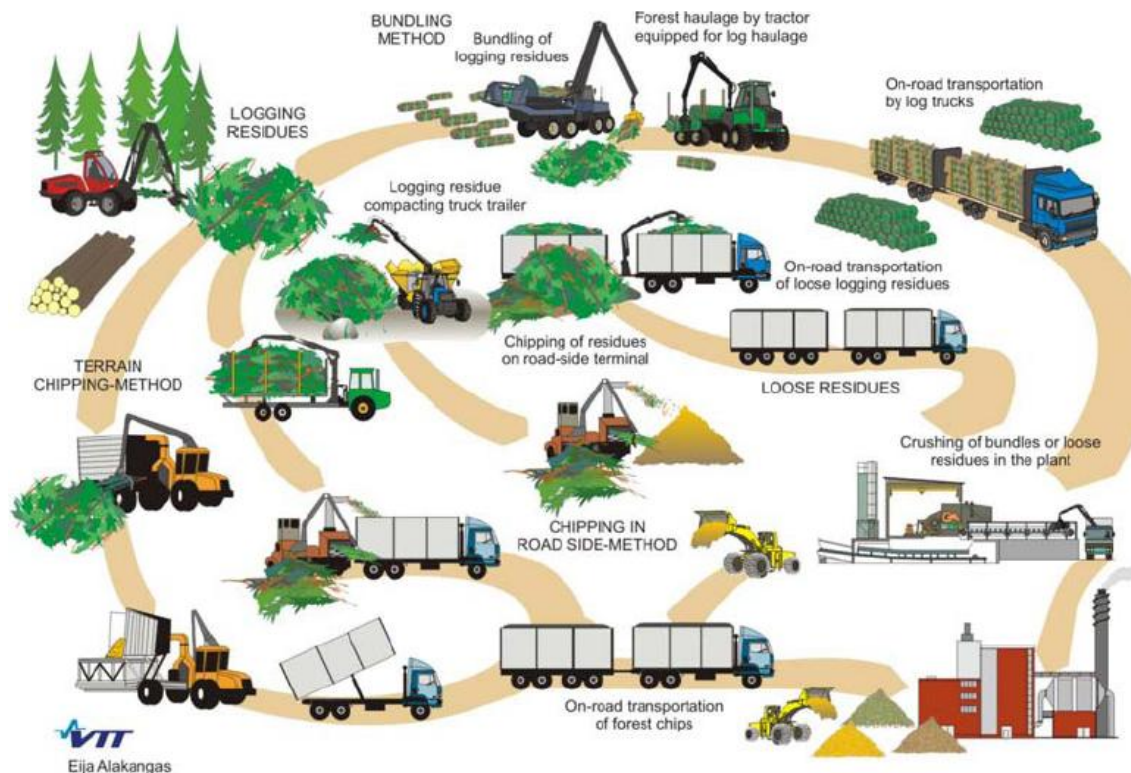 BUNDLING
METHOD
Bundling of
logging residues
Forest haulage by tractor
equipped for log haulage
On-road transportation
by log trucks
LOGGING
RESIDUES
Logging residue
compacting truck trailer
On-road transportation
of loose logging residues
Chipping of residues
on road-side terminal
LOOSE RESIDUES
TERRAIN
CHIPPING-METHOD
Crushing of bundles or loose
residues in the plant
CHIPPING IN
ROAD SIDE-METHOD
On-road transportation
of forest chips
VTT
Eija Alakangas